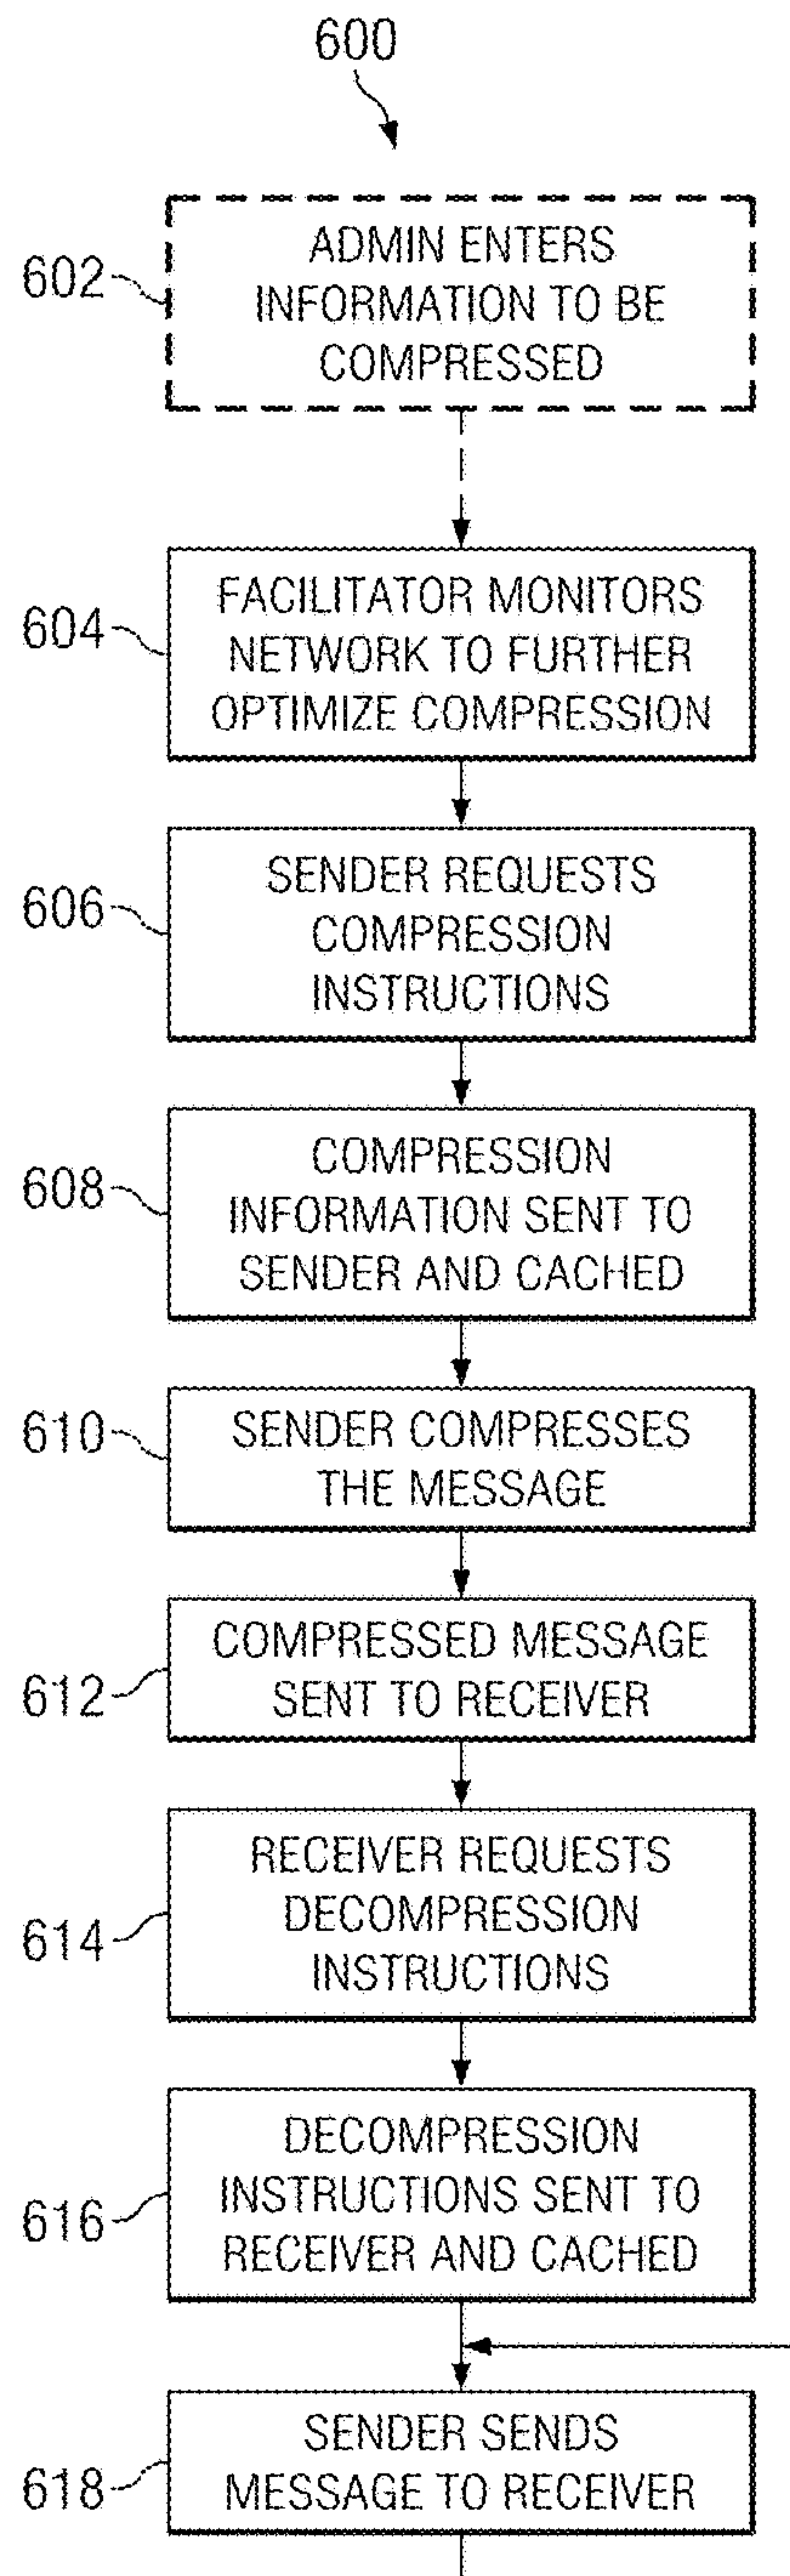 600
602
ADMIN ENTERS
INFORMATION TO BE
COMPRESSED
604
FACILITATOR MONITORS
NETWORK TO FURTHER
OPTIMIZE COMPRESSION
606
SENDER REQUESTS
COMPRESSION
INSTRUCTIONS
608
COMPRESSION
INFORMATION SENT TO
SENDER AND CACHED
610
SENDER COMPRESSES
THE MESSAGE
612
COMPRESSED MESSAGE
SENT TO RECEIVER
614
RECEIVER REQUESTS
DECOMPRESSION
INSTRUCTIONS
616
DECOMPRESSION
INSTRUCTIONS SENT TO
RECEIVER AND CACHED
618
SENDER SENDS
MESSAGE TO RECEIVER